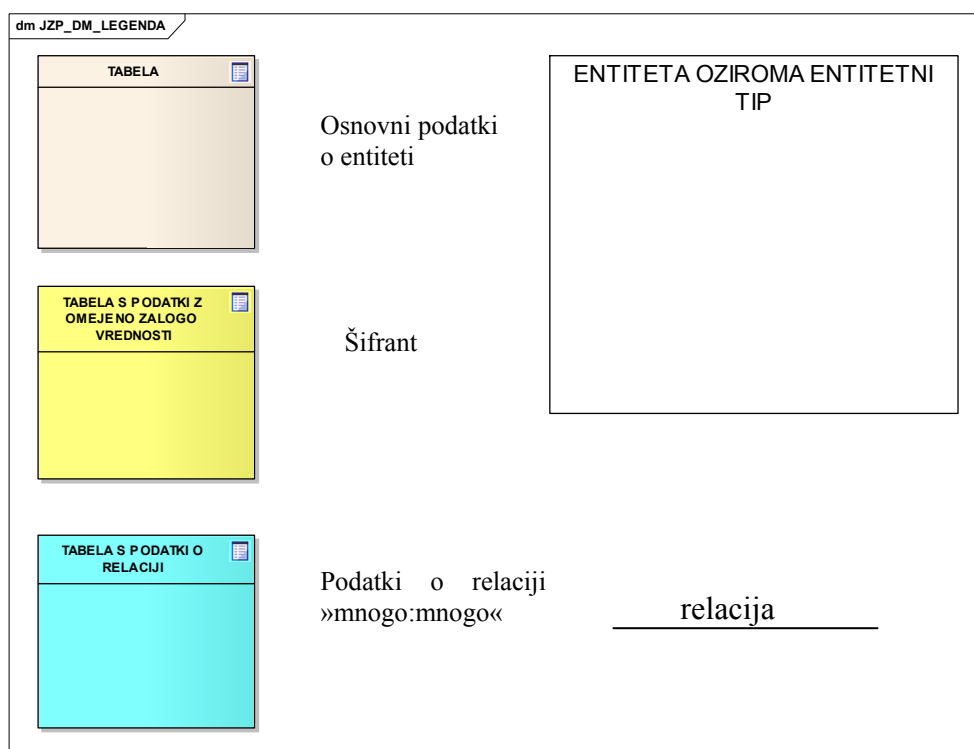 dm JZP_DM_LEGENDA
TABELA
Osnovni podatki
o entiteti
ENTITETA OZIROMA ENTITETNI
TIP
TABELA S PODATKI Z
OMEJENO ZALOGO
VREDNOSTI
Šifrant
TABELA S PODATKI O
RELACIJI
Podatki o relaciji
»mnogo:mnogo«
relacija